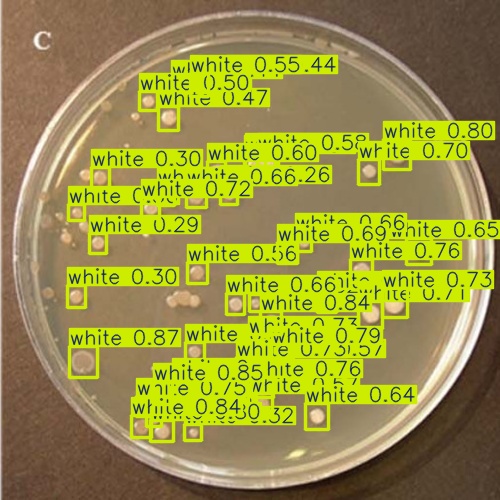 C
white 0.55
.44
white 0.50
white 0.47
white 0.80
white 0.58
white 0.60
white 0.70
white 0.30
white 0.66
.26
white 0.72
white 0.66
white 0.29
white 0.69
white 0.65
white 0.56
white 0.76
white 0.30
white 0.66
white 0.73
white 0.84
white 0.71
white 0.73
white 0.87
white
white 0.79
white 0.73
.57
white 0.85
white 0.76
white 0.75
white
white 0.64
white 0.84
0.32